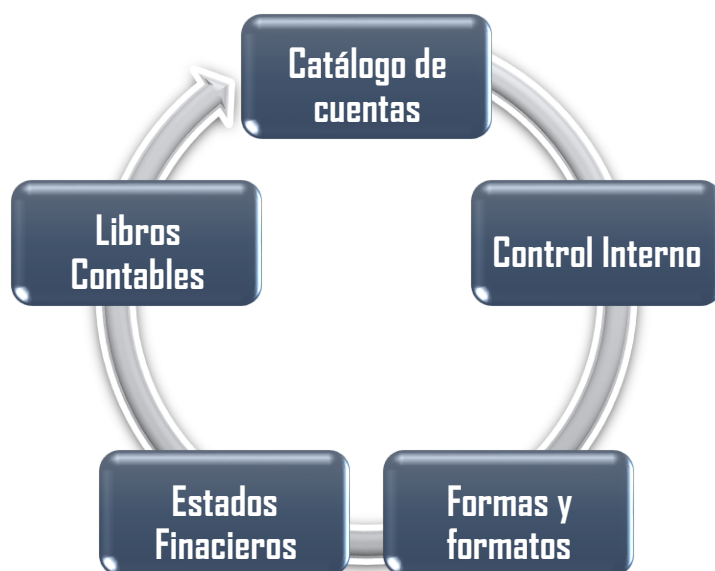 Catálogo de
cuentas
Control Interno
Formas y
formatos
Estados
Finacieros
Libros
Contables